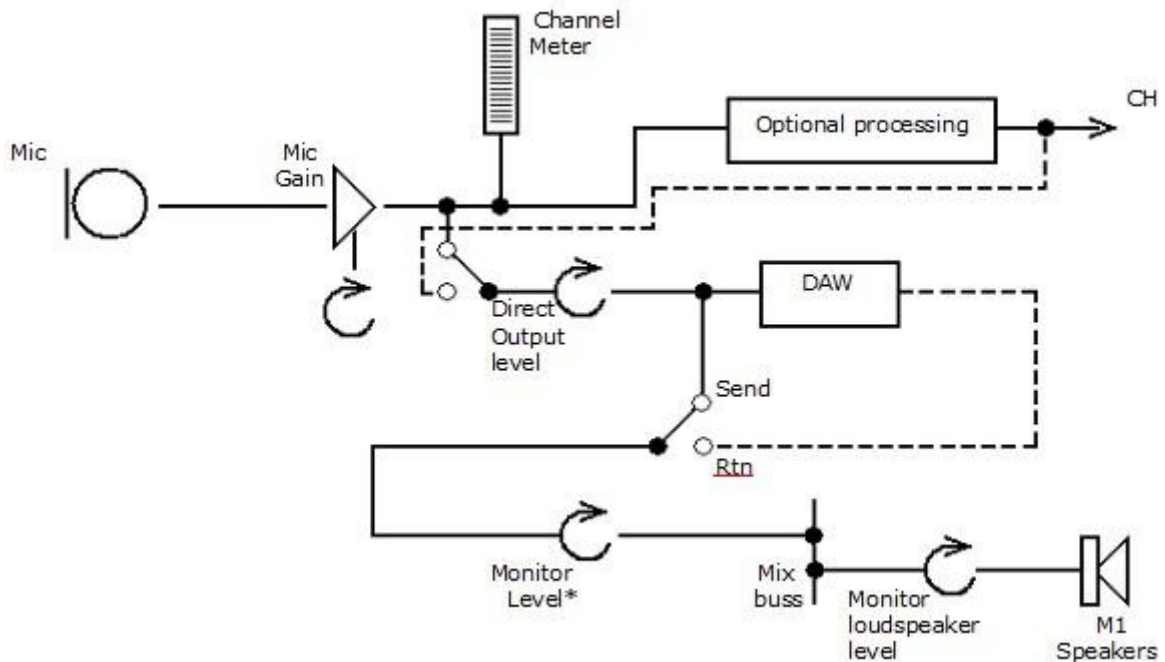 Channel
Meter
CH
Optional processing
Mic
Mic
Gain
DAW
Direct
Output
level
Send
Rtn
Monitor
Level*
Mix
buss
Monitor
loudspeaker
level
M1
Speakers